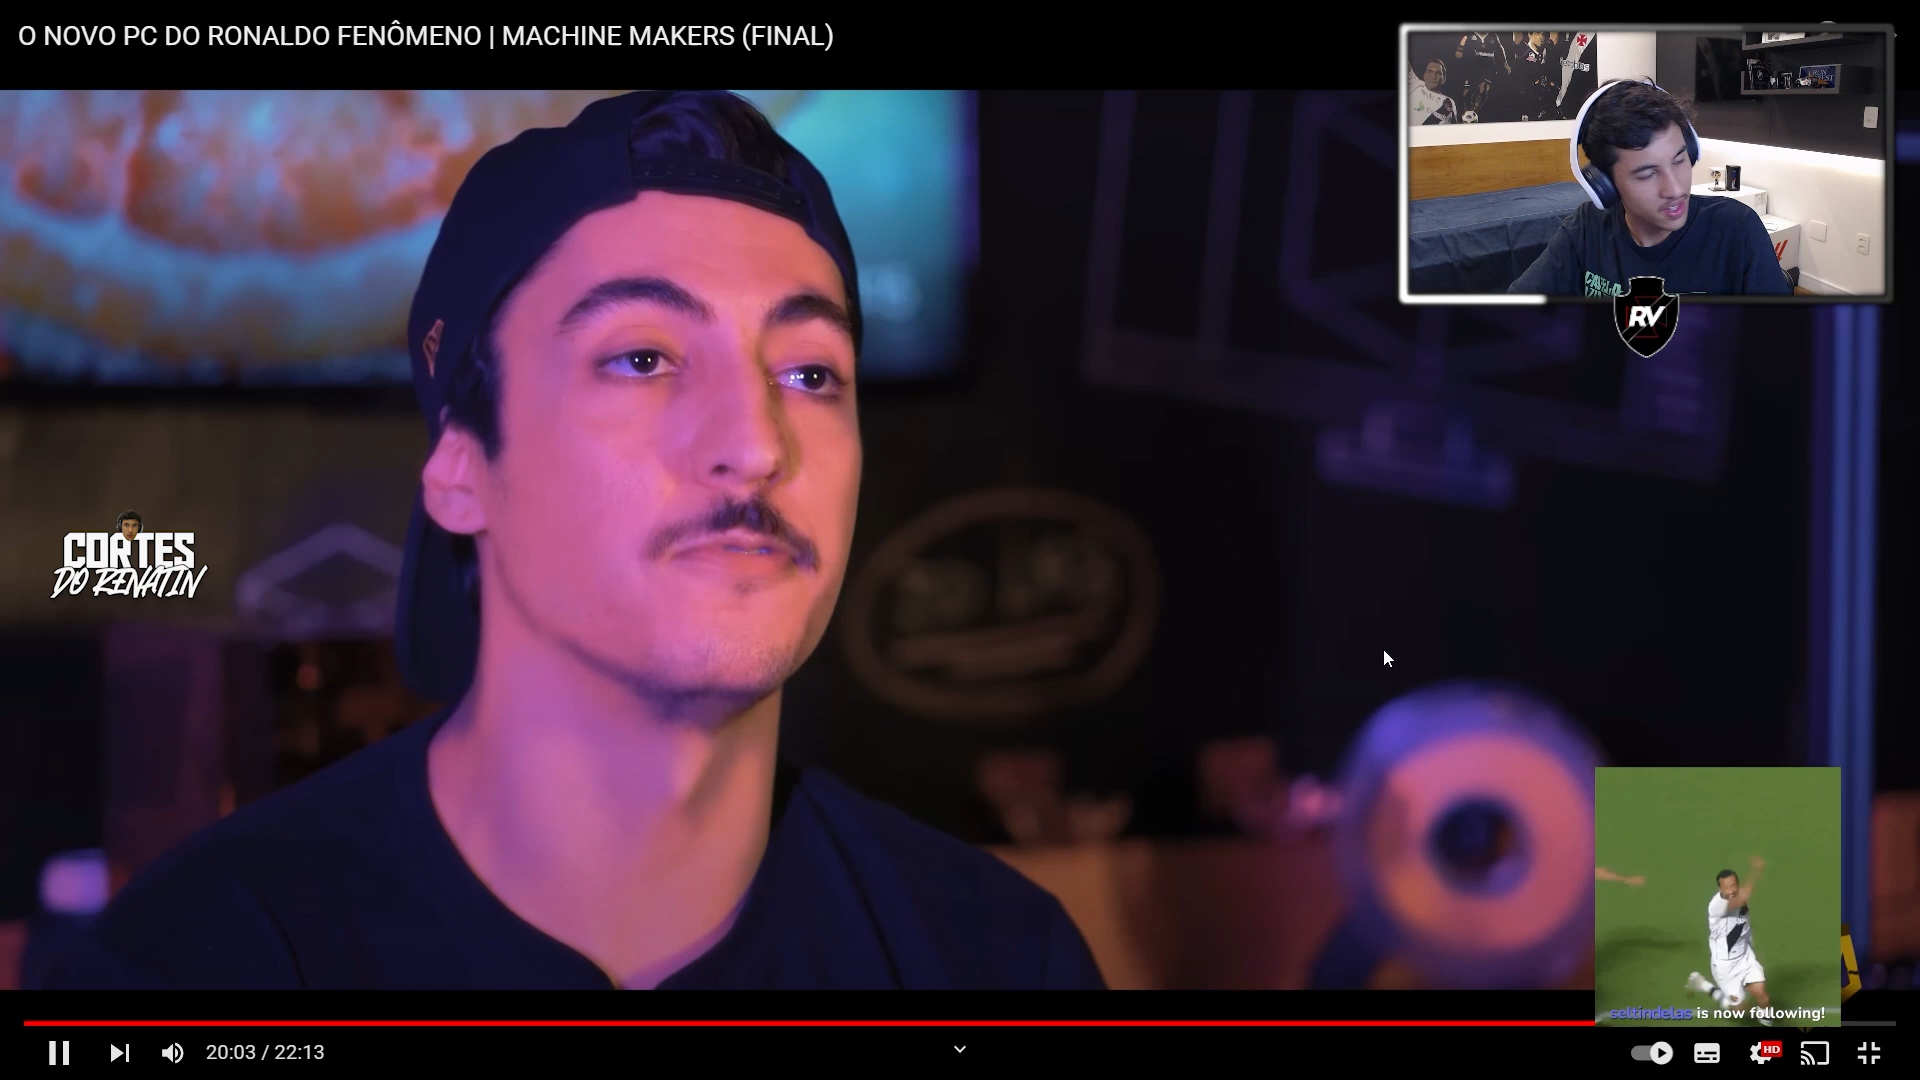 O NOVO PC DO RONALDO FENÔMENO | MACHINE MAKERS (FINAL)
RV
CORTES
DO RENATIN
seltindelas is now following!
20:03 / 22:13
HD